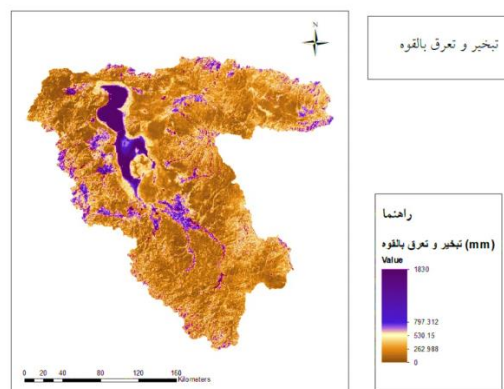 N
تبخیر و تعرق بالقوه
راهنما
تبخیر و تعرق بالقوه (mm)
Value
1830
797.312
530.15
262.988
0
0 20 40 80 120 160
Kilometers